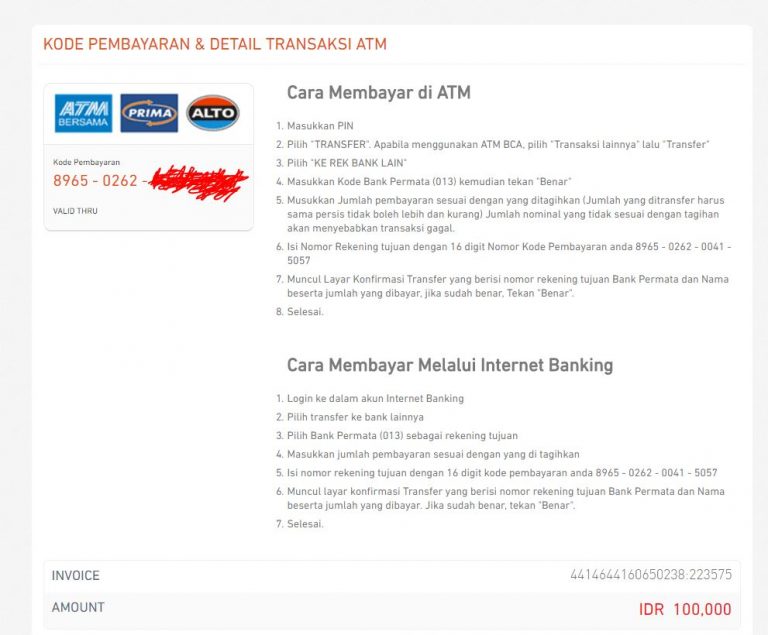 KODE PEMBAYARAN & DETAIL TRANSAKSI ATM
ATM
BERSAMA
PRIMA
ALTO
Kode Pembayaran
8965 - 0262 -
VALID THRU
Cara Membayar di ATM
1. Masukkan PIN
2. Pilih "TRANSFER". Apabila menggunakan ATM BCA, pilih "Transaksi lainnya" lalu "Transfer"
3. Pilih "KE REK BANK LAIN"
4. Masukkan Kode Bank Permata (013) kemudian tekan "Benar"
5. Musukkan Jumlah pembayaran sesuai dengan yang ditagihkan (Jumlah yang ditransfer harus
sama persis tidak boleh lebih dan kurang) Jumlah nominal yang tidak sesuai dengan tagihan
akan menyebabkan transaksi gagal.
6. Isi Nomor Rekening tujuan dengan 16 digit Nomor Kode Pembayaran anda 8965 - 0262 - 0041 -
5057
7. Muncul Layar Konfirmasi Transfer yang berisi nomor rekening tujuan Bank Permata dan Nama
beserta jumlah yang dibayar, jika sudah benar, Tekan "Benar".
8. Selesai.
Cara Membayar Melalui Internet Banking
1. Login ke dalam akun Internet Banking
2. Pilih transfer ke bank lainnya
3. Pilih Bank Permata (013) sebagai rekening tujuan
4. Masukkan jumlah pembayaran sesuai dengan yang di tagihkan
5. Isi nomor rekening tujuan dengan 16 digit kode pembayaran anda 8965 - 0262 - 0041 - 5057
6. Muncul layar konfirmasi Transfer yang berisi nomor rekening tujuan Bank Permata dan Nama
beserta jumlah yang dibayar. Jika sudah benar, tekan "Benar".
7. Selesai.
INVOICE 4414644160650238:223575
AMOUNT IDR 100,000